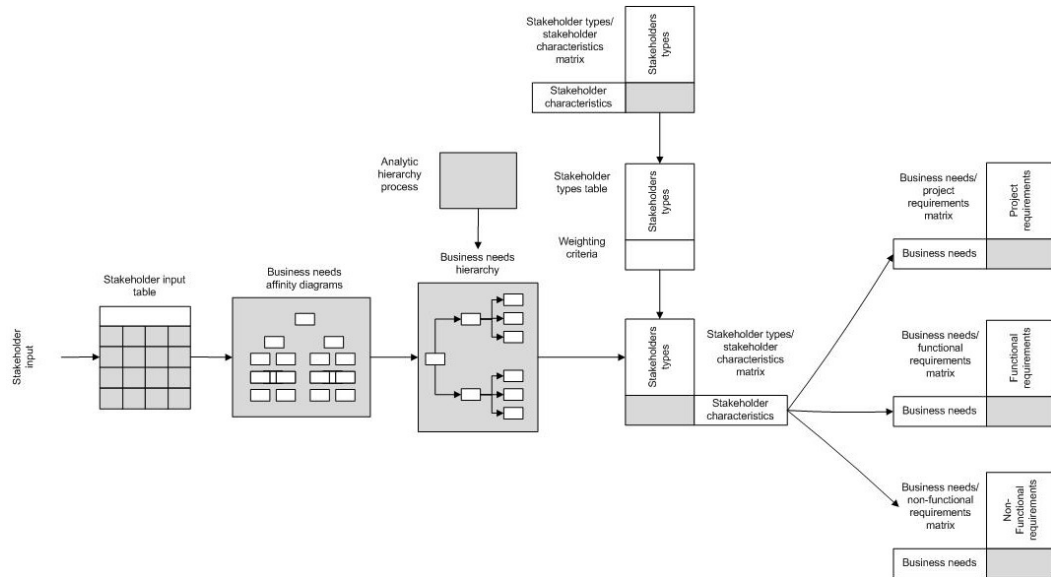 Stakeholder types/
stakeholder
characteristics
matrix
Stakeholders
types
Stakeholder
characteristics
Analytic
hierarchy
process
Stakeholder
types table
Stakeholders
types
Weighting
criteria
Business needs/
project
requirements
matrix
Project
requirements
Business needs
Stakeholder input
table
Business needs
affinity diagrams
Business needs
hierarchy
Stakeholder
input
Stakeholders
types
Stakeholder types/
stakeholder
characteristics
matrix
Stakeholder
characteristics
Business needs/
functional
requirements matrix
Functional
requirements
Business needs
Business needs/
non-functional
requirements
matrix
Non-
Functional
requirements
Business needs